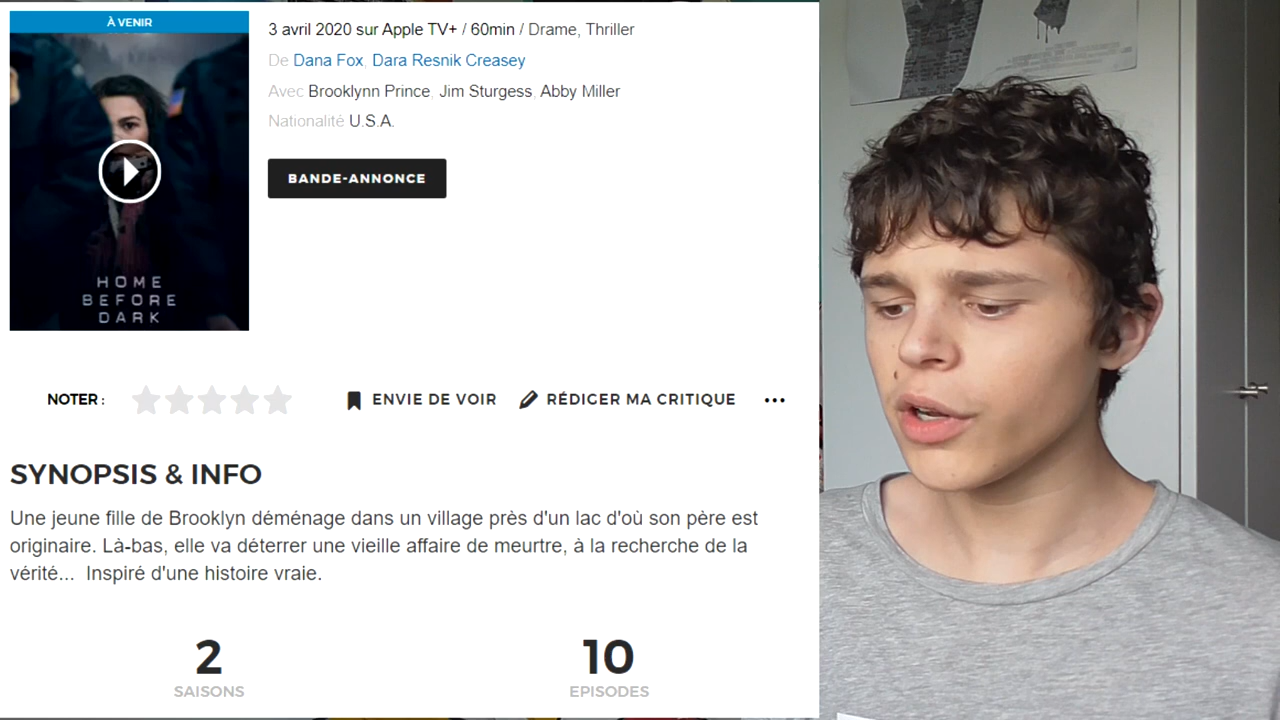 À VENIR
HOME
BEFORE
DARK
3 avril 2020 sur Apple TV+ / 60min / Drame, Thriller
De Dana Fox, Dara Resnik Creasey
Avec Brooklynn Prince, Jim Sturgess, Abby Miller
Nationalité U.S.A.
BANDE-ANNONCE
NOTER : ENVIE DE VOIR RÉDIGER MA CRITIQUE ...
SYNOPSIS & INFO
Une jeune fille de Brooklyn déménage dans un village près d'un lac d'où son père est
originaire. Là-bas, elle va déterrer une vieille affaire de meurtre, à la recherche de la
vérité... Inspiré d'une histoire vraie.
2 10
SAISONS EPISODES